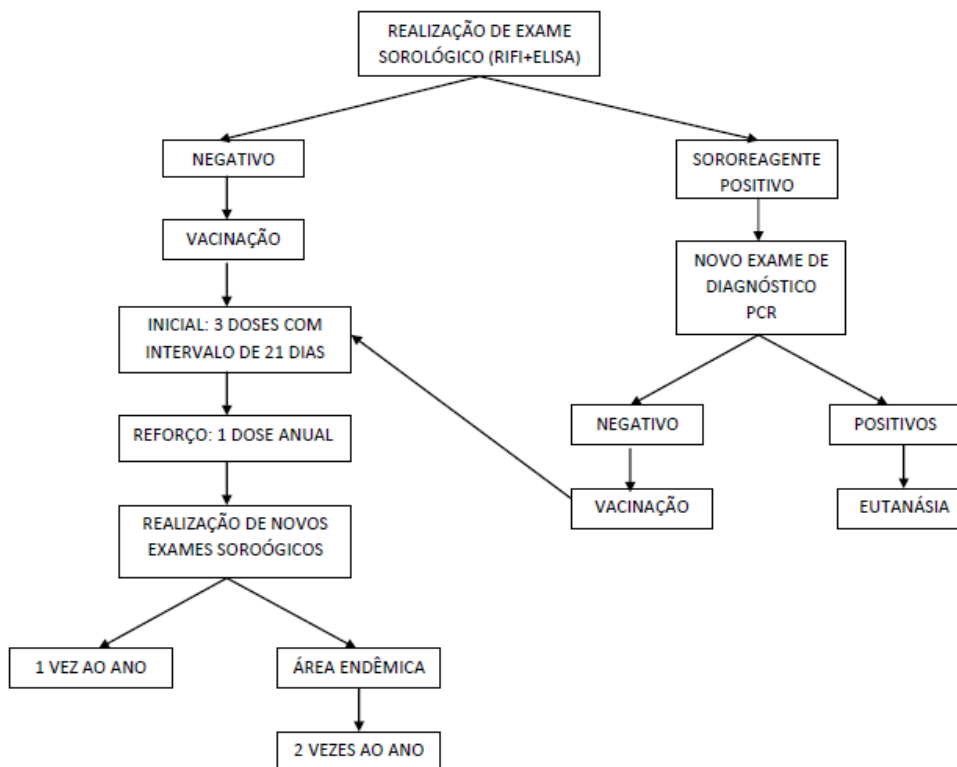 REALIZAÇÃO DE EXAME
SOROLÓGICO (RIFI+ELISA)
NEGATIVO
SOROREAGENTE
POSITIVO
VACINAÇÃO
NOVO EXAME DE
DIAGNÓSTICO
PCR
INICIAL: 3 DOSES COM
INTERVALO DE 21 DIAS
REFORÇO: 1 DOSE ANUAL
NEGATIVO
POSITIVOS
VACINAÇÃO
EUTANÁSIA
REALIZAÇÃO DE NOVOS
EXAMES SOROÓGICOS
1 VEZ AO ANO
ÁREA ENDÊMICA
2 VEZES AO ANO